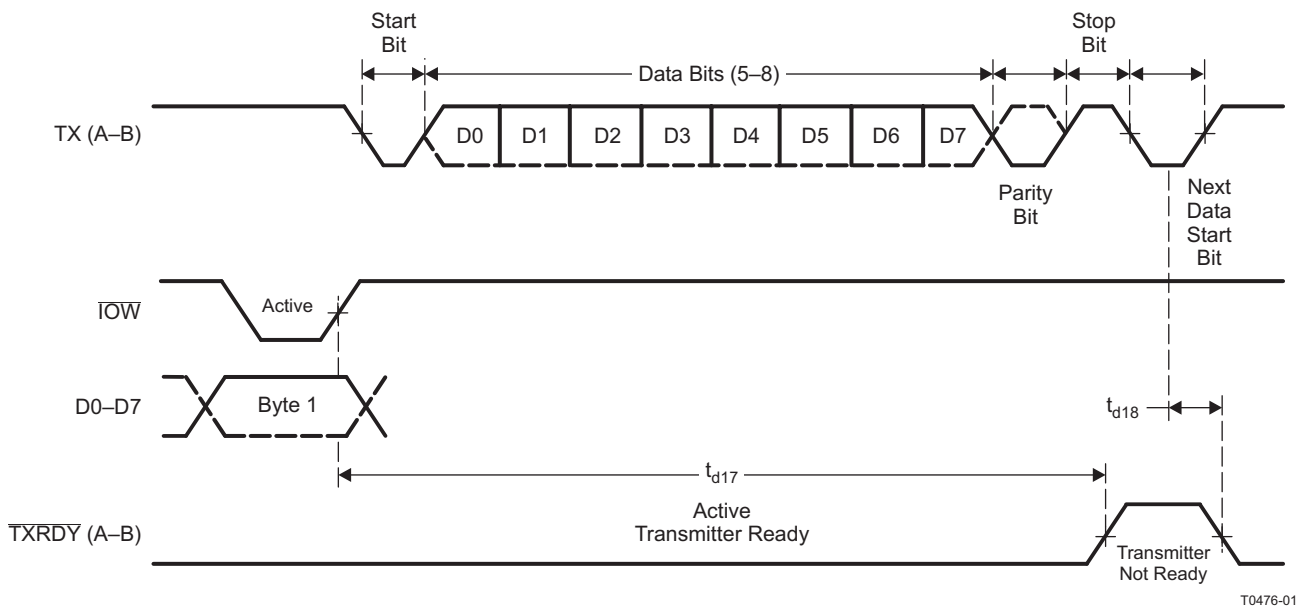 Start
Bit
Data Bits (5–8)
Stop
Bit
TX (A–B)
D0
D1
D2
D3
D4
D5
D6
D7
Parity
Bit
Next
Data
Start
Bit
IOW
Active
D0–D7
Byte 1
td18
td17
TXRDY (A–B)
Active
Transmitter Ready
Transmitter
Not Ready
T0476-01